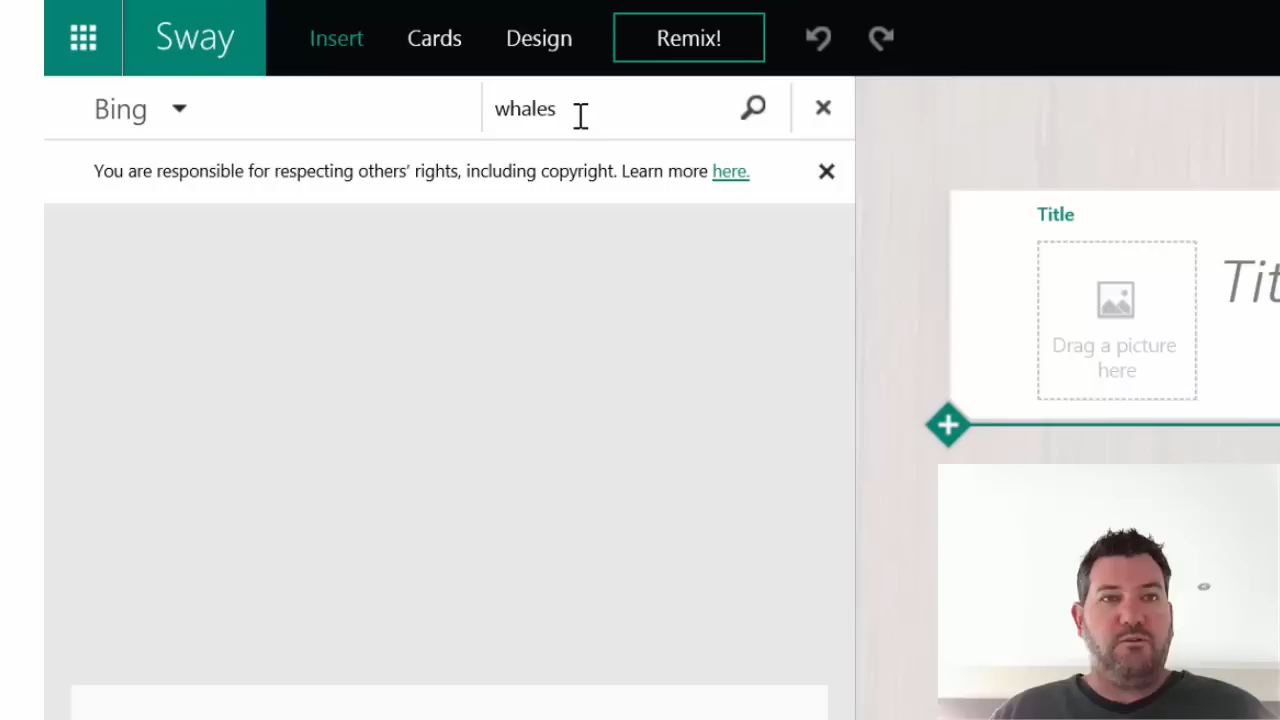 Sway
Insert
Cards
Design
Remix!
Bing
whales
You are responsible for respecting others' rights, including copyright. Learn more here.
Title
Tit
Drag a picture
here